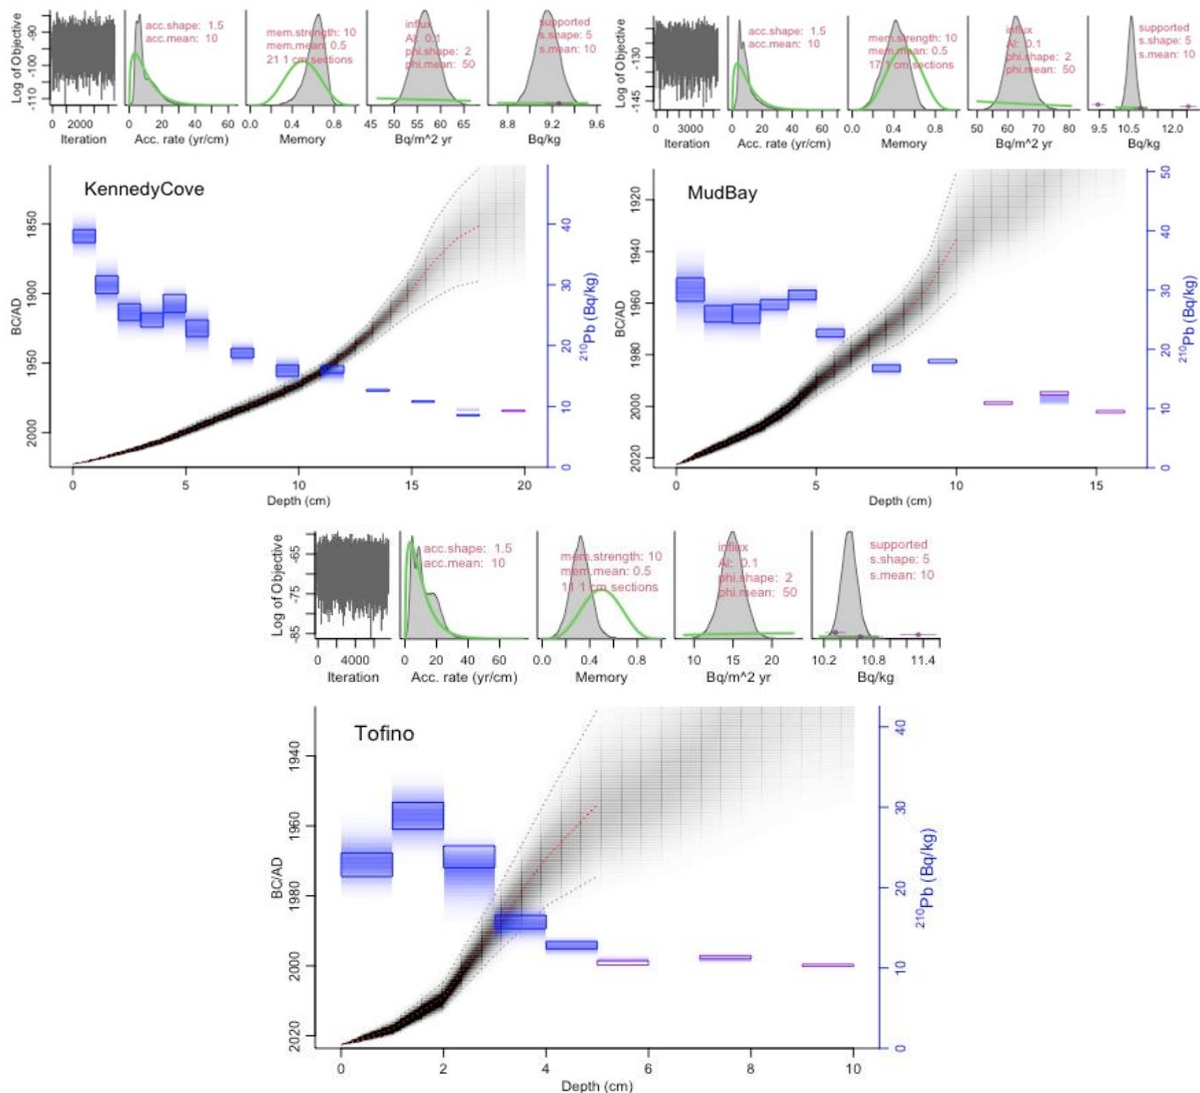 Log of Objective
-110 -100 -90
0 2000
Iteration
acc.shape: 1.5
acc.mean: 10
0 20 40 60
Acc. rate (yr/cm)
mem.strength: 10
mem.mean: 0.5
21 1 cm sections
0.0 0.4 0.8
Memory
influx
Al: 0.1
phi.shape: 2
phi.mean: 50
45 50 55 60 65
Bq/m^2 yr
supported
s.shape: 5
s.mean: 10
8.8 9.2 9.6
Bq/kg
Log of Objective
-145 -130
0 3000
Iteration
acc.shape: 1.5
acc.mean: 10
0 20 40 60
Acc. rate (yr/cm)
mem.strength: 10
mem.mean: 0.5
17 1 cm sections
0.0 0.4 0.8
Memory
influx
Al: 0.1
phi.shape: 2
phi.mean: 50
50 60 70 80
Bq/m^2 yr
supported
s.shape: 5
s.mean: 10
9.5 10.5 12.0
Bq/kg
KennedyCove
BC/AD
1850
1900
1950
2000
0 5 10 15 20
Depth (cm)
0 10 20 30 40
210Pb (Bq/kg)
MudBay
BC/AD
1920
1940
1960
1980
2000
2020
0 5 10 15
Depth (cm)
0 10 20 30 40 50
210Pb (Bq/kg)
Log of Objective
-85 -75 -65
0 4000
Iteration
acc.shape: 1.5
acc.mean: 10
0 20 40 60
Acc. rate (yr/cm)
mem.strength: 10
mem.mean: 0.5
11 1 cm sections
0.0 0.4 0.8
Memory
influx
Al: 0.1
phi.shape: 2
phi.mean: 50
10 15 20
Bq/m^2 yr
supported
s.shape: 5
s.mean: 10
10.2 10.8 11.4
Bq/kg
Tofino
BC/AD
1940
1960
1980
2000
2020
0 2 4 6 8 10
Depth (cm)
0 10 20 30 40
210Pb (Bq/kg)